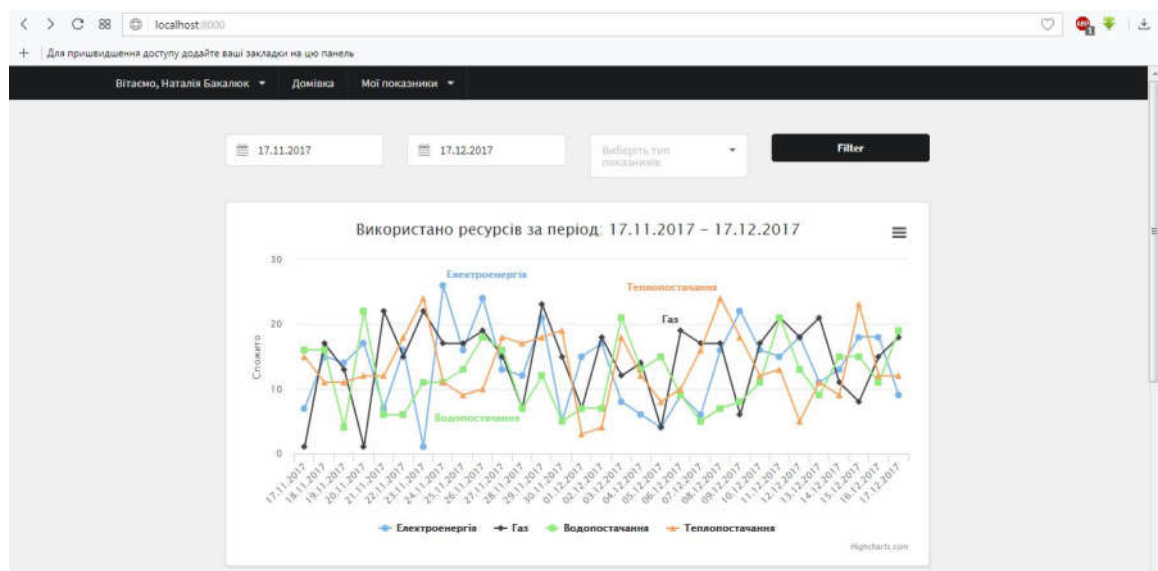 localhost:8000
Для пришвидшення доступу додайте ваші закладки на цю панель
Вітаємо, Наталія Бакалюк
Домівка
Мої показники
17.11.2017
17.12.2017
Виберіть тип
показників
Filter
Використано ресурсів за період: 17.11.2017 – 17.12.2017
30
20
10
0
Спожито
Електроенергія
Теплопостачання
Газ
Водопостачання
17.11.2017
18.11.2017
19.11.2017
20.11.2017
21.11.2017
22.11.2017
23.11.2017
24.11.2017
25.11.2017
26.11.2017
27.11.2017
28.11.2017
29.11.2017
30.11.2017
01.12.2017
02.12.2017
03.12.2017
04.12.2017
05.12.2017
06.12.2017
07.12.2017
08.12.2017
09.12.2017
10.12.2017
11.12.2017
12.12.2017
13.12.2017
14.12.2017
15.12.2017
16.12.2017
17.12.2017
Електроенергія Газ Водопостачання Теплопостачання
Highcharts.com